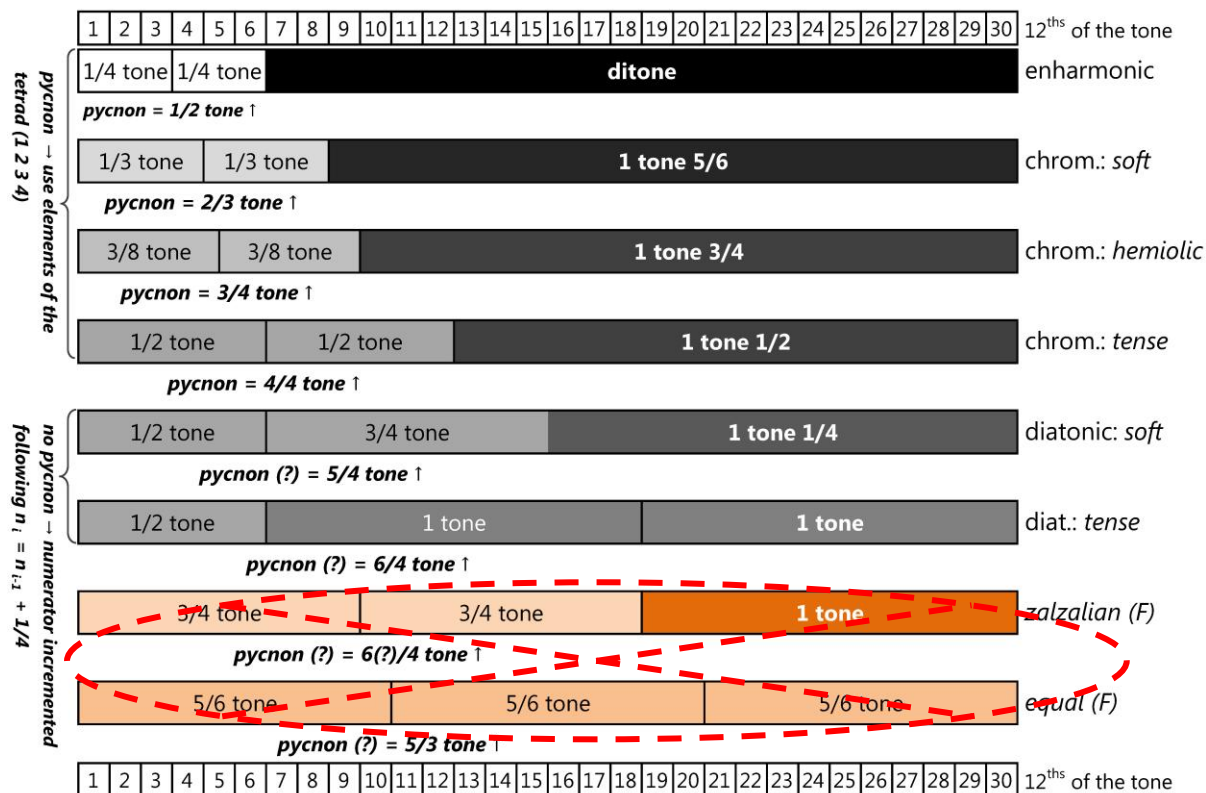 1 2 3 4 5 6 7 8 9 10 11 12 13 14 15 16 17 18 19 20 21 22 23 24 25 26 27 28 29 30 12ths of the tone
1/4 tone 1/4 tone ditone enharmonic
pycnon = 1/2 tone ↑
1/3 tone 1/3 tone 1 tone 5/6 chrom.: soft
pycnon = 2/3 tone ↑
3/8 tone 3/8 tone 1 tone 3/4 chrom.: hemiolic
pycnon = 3/4 tone ↑
1/2 tone 1/2 tone 1 tone 1/2 chrom.: tense
pycnon = 4/4 tone ↑
pycnon → use elements of the
tetrad (1 2 3 4)
1/2 tone 3/4 tone 1 tone 1/4 diatonic: soft
pycnon (?) = 5/4 tone ↑
1/2 tone 1 tone 1 tone diat.: tense
pycnon (?) = 6/4 tone ↑
3/4 tone 3/4 tone 1 tone zalzalian (F)
pycnon (?) = 6(?)/4 tone ↑
5/6 tone 5/6 tone 5/6 tone equal (F)
pycnon (?) = 5/3 tone ↑
no pycnon → numerator incremented
following n i = n i-1 + 1/4
1 2 3 4 5 6 7 8 9 10 11 12 13 14 15 16 17 18 19 20 21 22 23 24 25 26 27 28 29 30 12ths of the tone